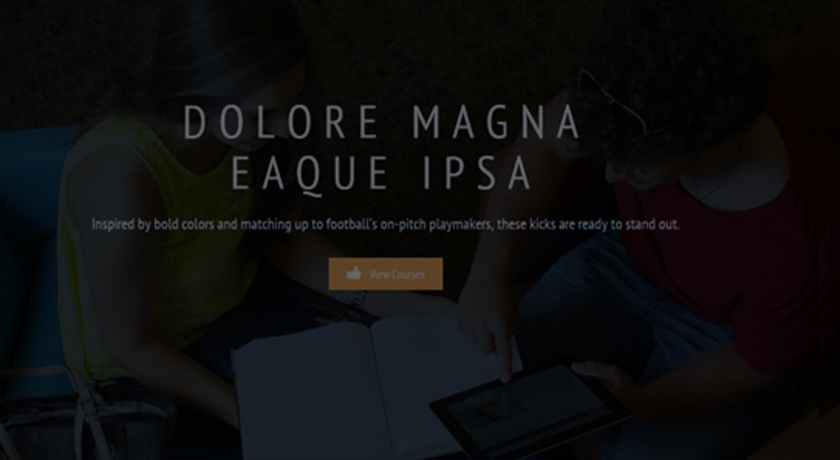 DOLORE MAGNA
EAQUE IPSA
Inspired by bold colors and matching up to football's on-pitch playmakers, these kicks are ready to stand out.
View Courses